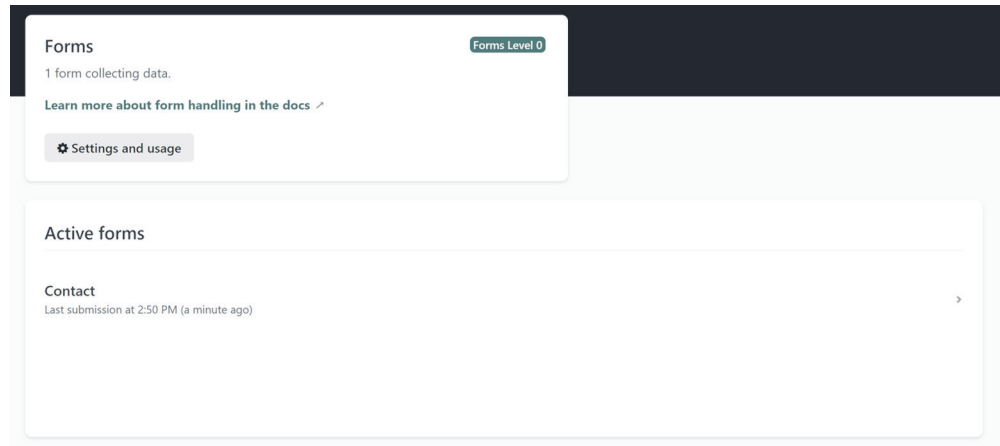 Forms
Forms Level 0
1 form collecting data.
Learn more about form handling in the docs ↗
Settings and usage
Active forms
Contact
Last submission at 2:50 PM (a minute ago)